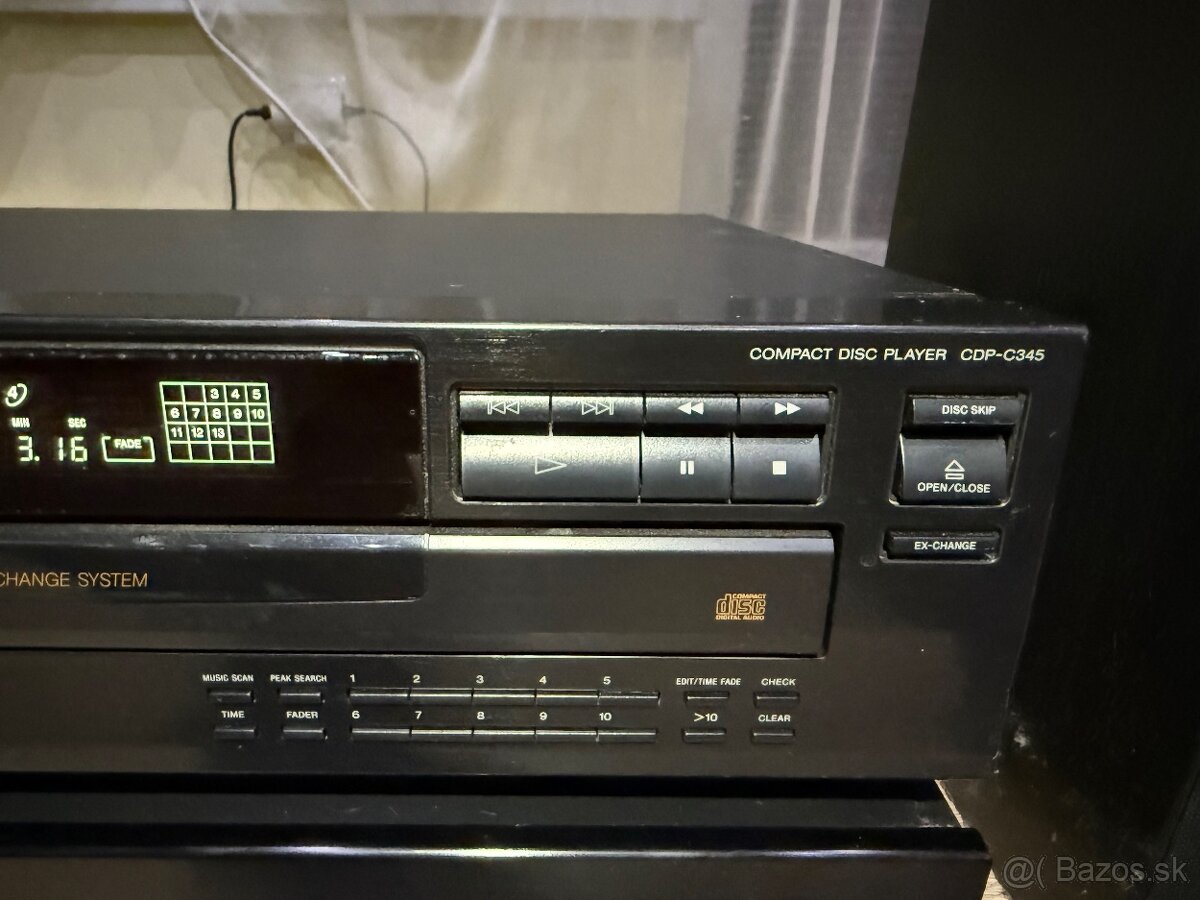 COMPACT DISC PLAYER CDP-C345
4
3 4 5
6 7 8 9 10
11 12 13
MIN SEC
3. 16
FADE
DISC SKIP
OPEN/CLOSE
EX-CHANGE
CHANGE SYSTEM
COMPACT
disc
DIGITAL AUDIO
MUSIC SCAN PEAK SEARCH 1 2 3 4 5 EDIT/TIME FADE CHECK
TIME FADER 6 7 8 9 10 >10 CLEAR
@( Bazos.sk